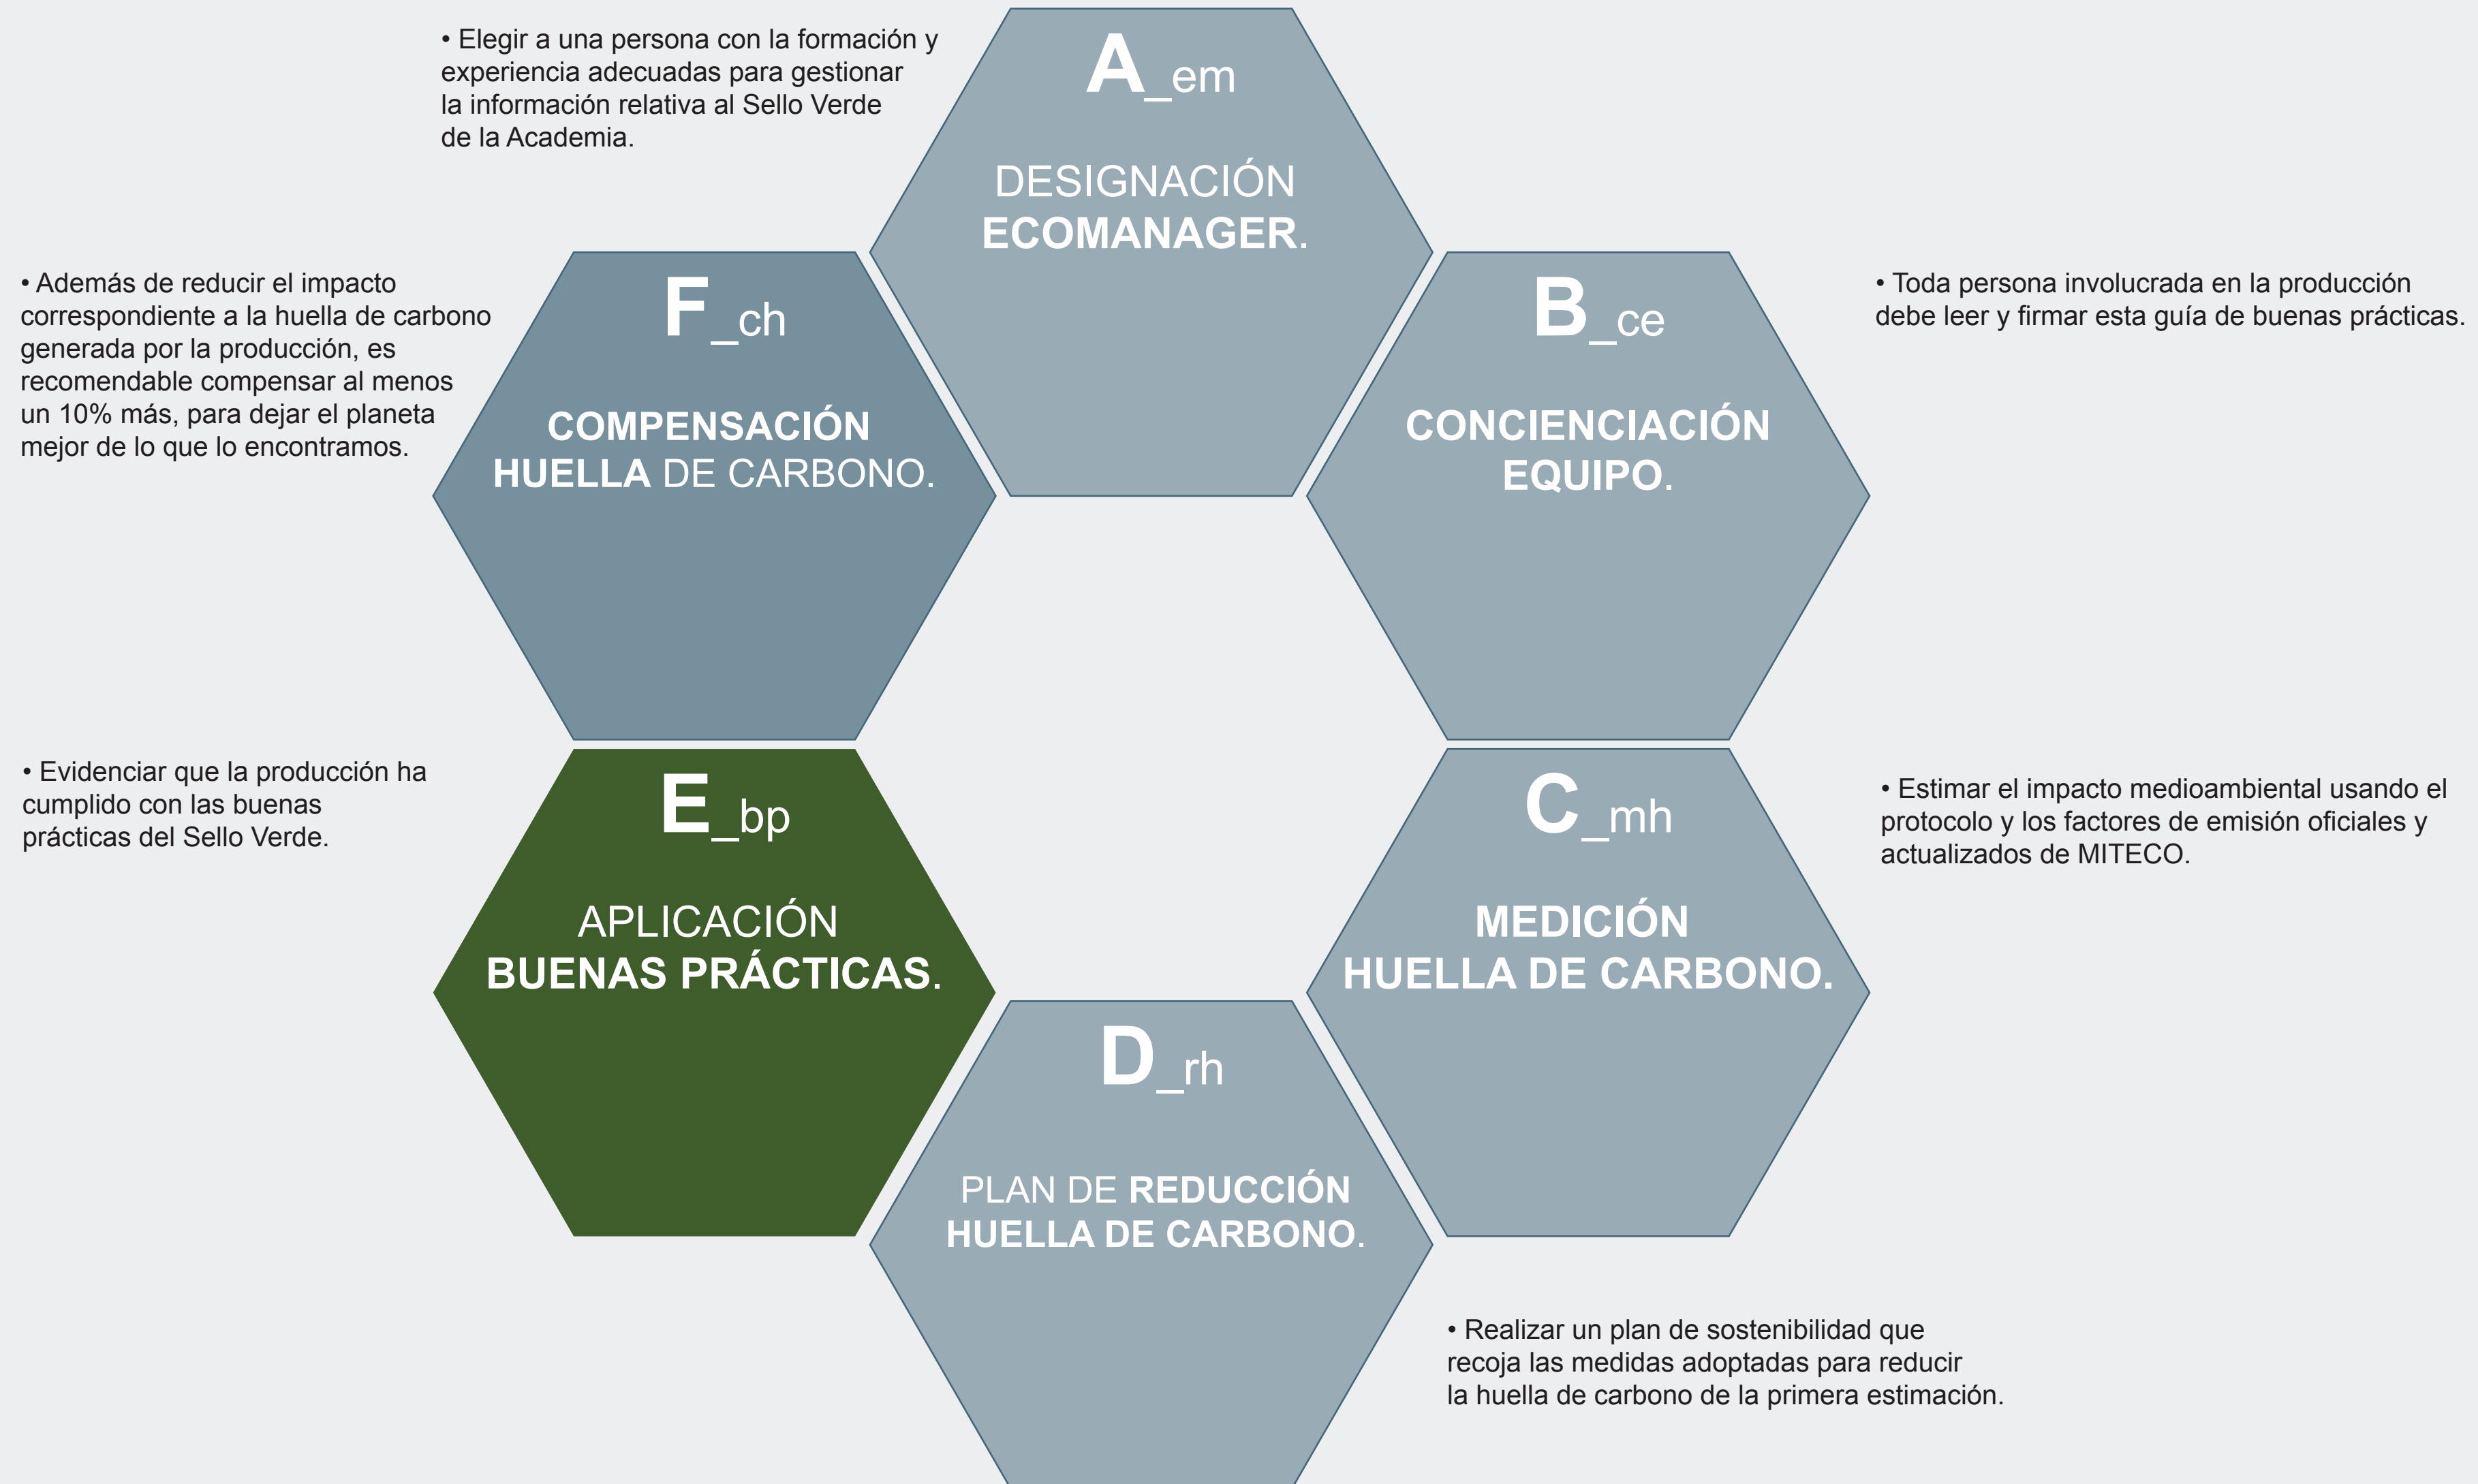 • Elegir a una persona con la formación y
experiencia adecuadas para gestionar
la información relativa al Sello Verde
de la Academia.
A_em
DESIGNACIÓN
ECOMANAGER.
• Además de reducir el impacto
correspondiente a la huella de carbono
generada por la producción, es
recomendable compensar al menos
un 10% más, para dejar el planeta
mejor de lo que lo encontramos.
F_ch
COMPENSACIÓN
HUELLA DE CARBONO.
B_ce
CONCIENCIACIÓN
EQUIPO.
• Toda persona involucrada en la producción
debe leer y firmar esta guía de buenas prácticas.
• Evidenciar que la producción ha
cumplido con las buenas
prácticas del Sello Verde.
E_bp
APLICACIÓN
BUENAS PRÁCTICAS.
C_mh
MEDICIÓN
HUELLA DE CARBONO.
• Estimar el impacto medioambiental usando el
protocolo y los factores de emisión oficiales y
actualizados de MITECO.
D_rh
PLAN DE REDUCCIÓN
HUELLA DE CARBONO.
• Realizar un plan de sostenibilidad que
recoja las medidas adoptadas para reducir
la huella de carbono de la primera estimación.